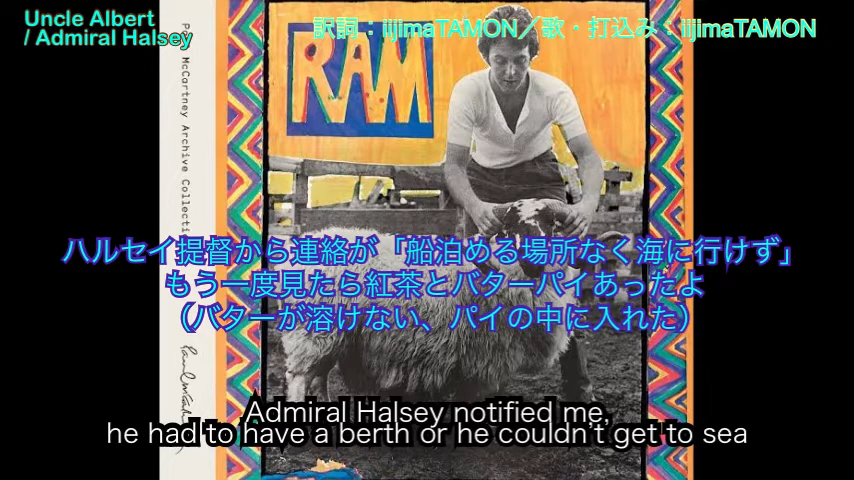 Uncle Albert
/ Admiral Halsey
訳詞：iijimaTAMON／歌・打込み：iijimaTAMON
RAM
Paul McCartney Archive Collection
ハルセイ提督から連絡が「船泊める場所なく海に行けず」
もう一度見たら紅茶とバターパイあったよ
（バターが溶けない、パイの中に入れた）
Admiral Halsey notified me,
he had to have a berth or he couldn't get to sea